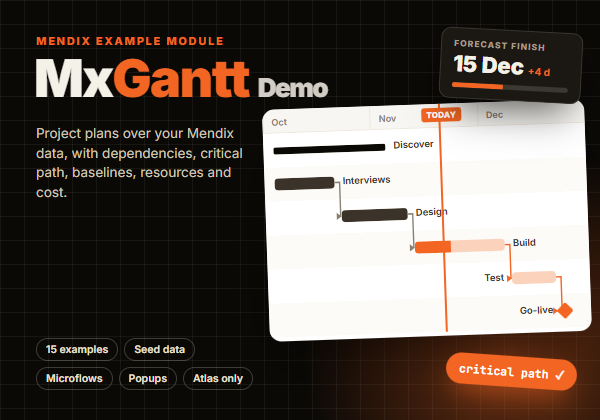 MENDIX EXAMPLE MODULE
MxGantt Demo
Project plans over your Mendix
data, with dependencies, critical
path, baselines, resources and
cost.
15 examples
Seed data
Microflows
Popups
Atlas only
FORECAST FINISH
15 Dec +4 d
Oct
Nov
TODAY
Dec
Discover
Interviews
Design
Build
Test
Go-live
critical path ✓